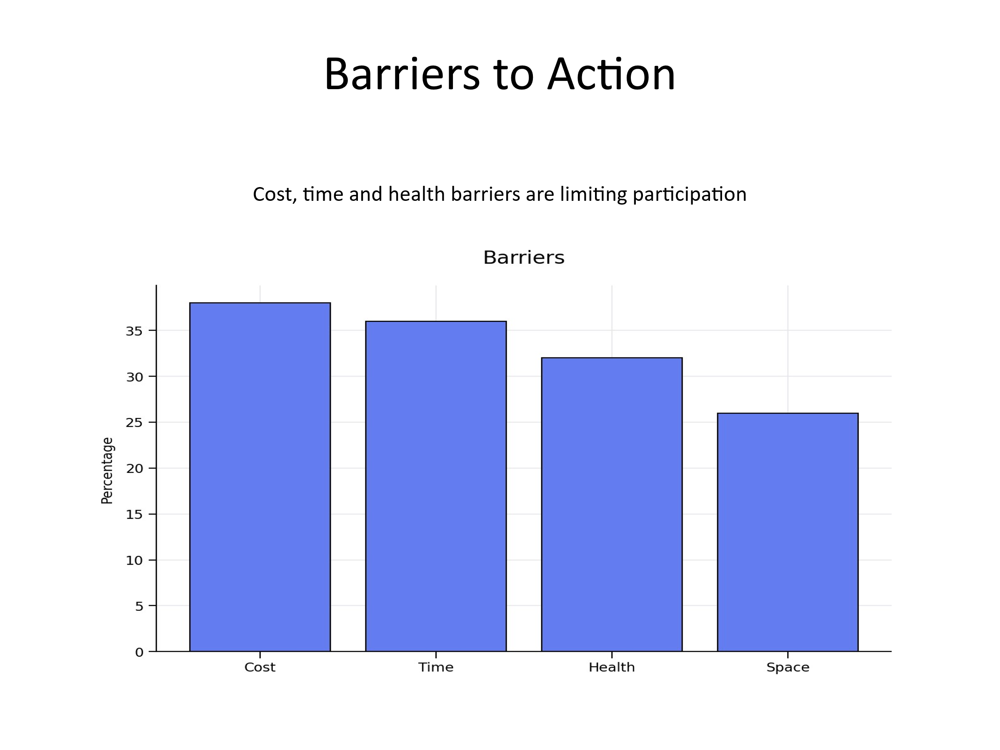 Barriers to Action
Cost, time and health barriers are limiting participation
Barriers
35
30
25
20
15
10
5
0
Percentage
Cost Time Health Space